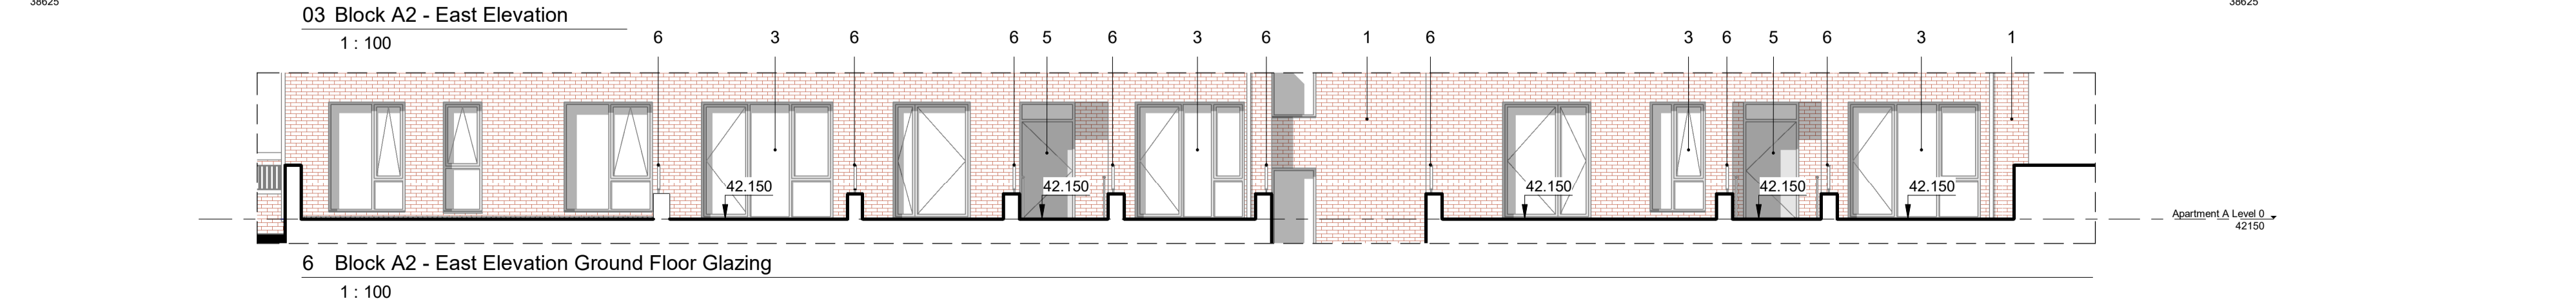 38625 38625
03 Block A2 - East Elevation
1 : 100
6 3 6 6 5 6 3 6 1 6 3 6 5 6 3 1
42.150 42.150 42.150 42.150 42.150
Apartment A Level 0
42150
6 Block A2 - East Elevation Ground Floor Glazing
1 : 100